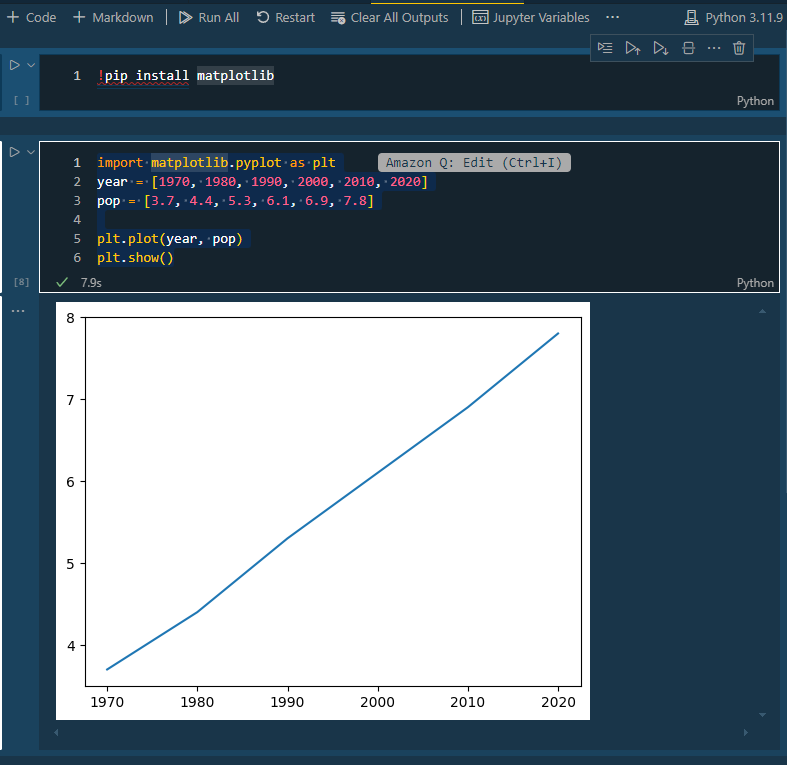 + Code + Markdown Run All Restart Clear All Outputs Jupyter Variables ... Python 3.11.9
1 !pip install matplotlib
[ ] Python
1 import matplotlib.pyplot as plt Amazon Q: Edit (Ctrl+I)
2 year = [1970, 1980, 1990, 2000, 2010, 2020]
3 pop = [3.7, 4.4, 5.3, 6.1, 6.9, 7.8]
4
5 plt.plot(year, pop)
6 plt.show()
[8] 7.9s Python
8
7
6
5
4
1970 1980 1990 2000 2010 2020